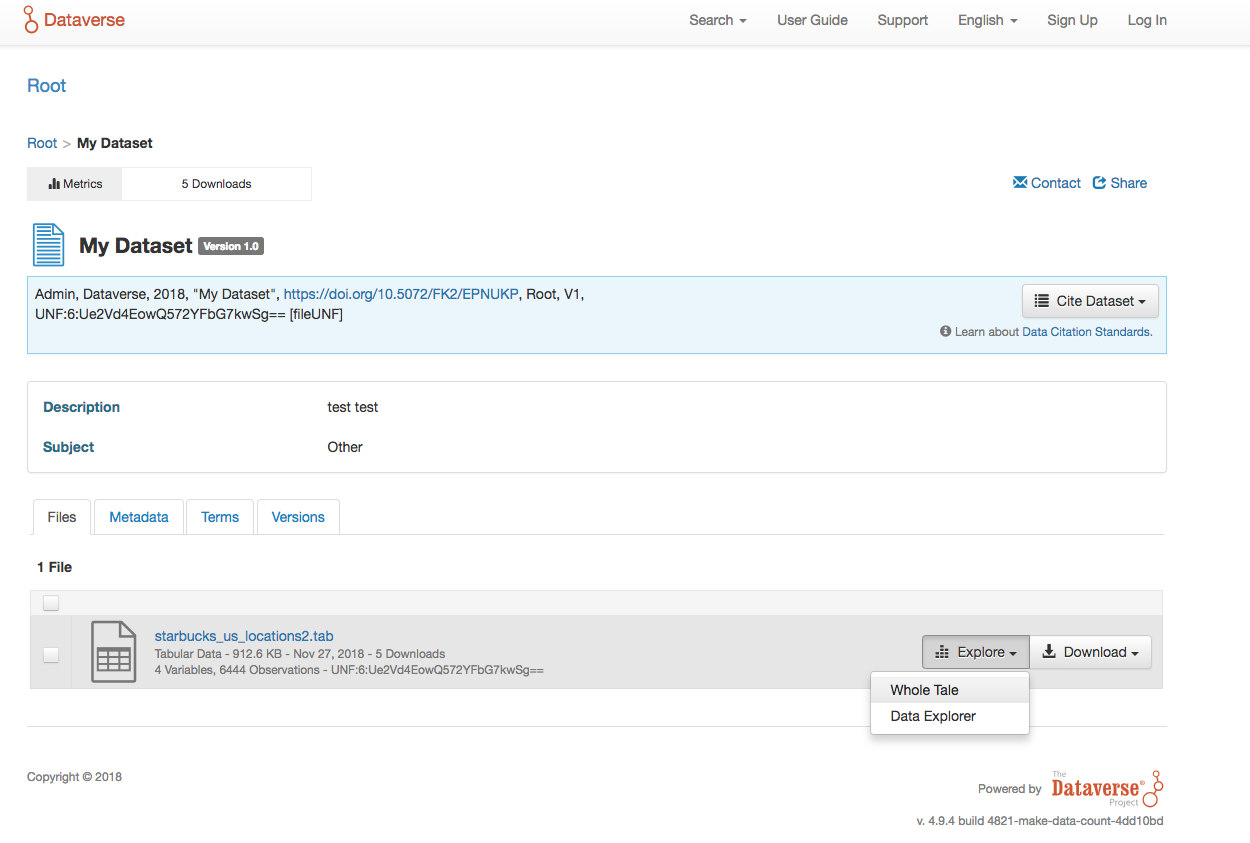 Dataverse
Search
User Guide
Support
English
Sign Up
Log In
Root
Root > My Dataset
Metrics
5 Downloads
Contact
Share
My Dataset Version 1.0
Admin, Dataverse, 2018, "My Dataset", https://doi.org/10.5072/FK2/EPNUKP, Root, V1,
UNF:6:Ue2Vd4EowQ572YFbG7kwSg== [fileUNF]
Cite Dataset
Learn about Data Citation Standards.
Description
test test
Subject
Other
Files
Metadata
Terms
Versions
1 File
starbucks_us_locations2.tab
Tabular Data - 912.6 KB - Nov 27, 2018 - 5 Downloads
4 Variables, 6444 Observations - UNF:6:Ue2Vd4EowQ572YFbG7kwSg==
Explore
Download
Whole Tale
Data Explorer
Copyright © 2018
Powered by
The
Dataverse®
Project
v. 4.9.4 build 4821-make-data-count-4dd10bd